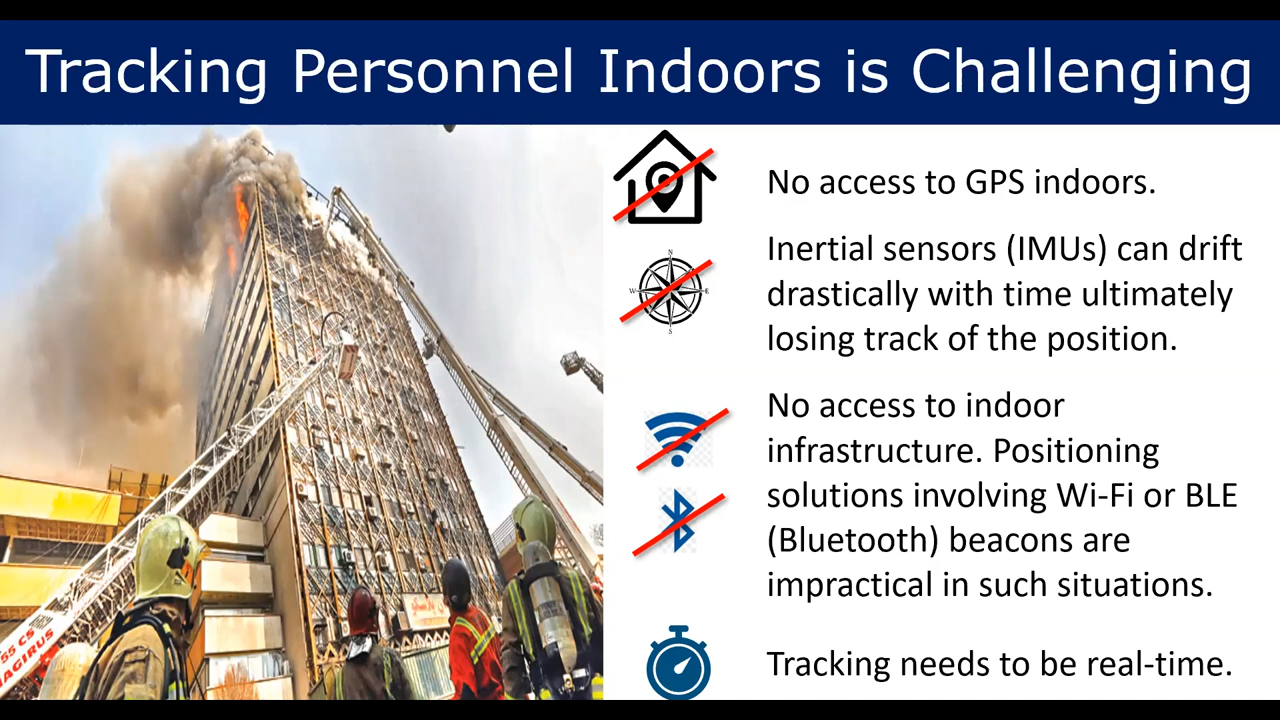 Tracking Personnel Indoors is Challenging
No access to GPS indoors.
Inertial sensors (IMUs) can drift
drastically with time ultimately
losing track of the position.
N
W
E
S
No access to indoor
infrastructure. Positioning
solutions involving Wi-Fi or BLE
(Bluetooth) beacons are
impractical in such situations.
Tracking needs to be real-time.
55 CS
MAGIRUS